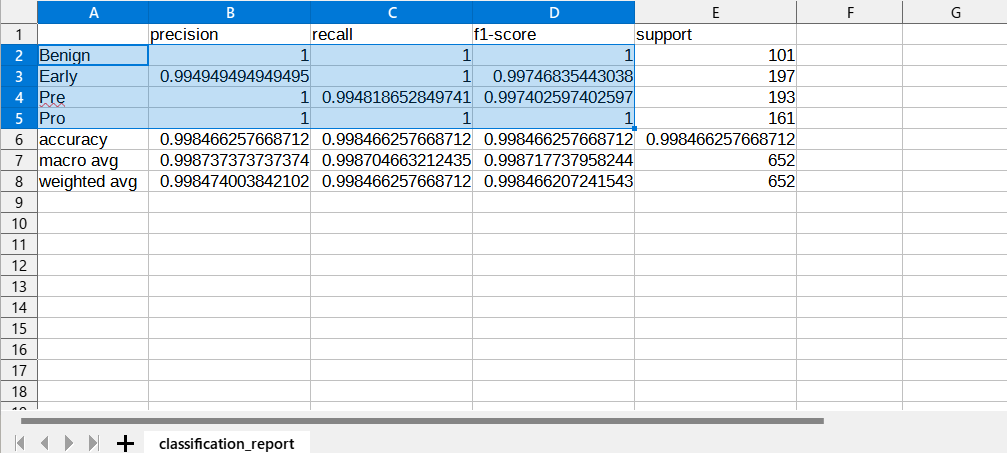 A B C D E F G
1 precision recall f1-score support
2 Benign 1 1 1 101
3 Early 0.994949494949495 1 0.99746835443038 197
4 Pre 1 0.994818652849741 0.997402597402597 193
5 Pro 1 1 1 161
6 accuracy 0.998466257668712 0.998466257668712 0.998466257668712 0.998466257668712
7 macro avg 0.998737373737374 0.998704663212435 0.998717737958244 652
8 weighted avg 0.998474003842102 0.998466257668712 0.998466207241543 652
9
10
11
12
13
14
15
16
17
18
classification_report